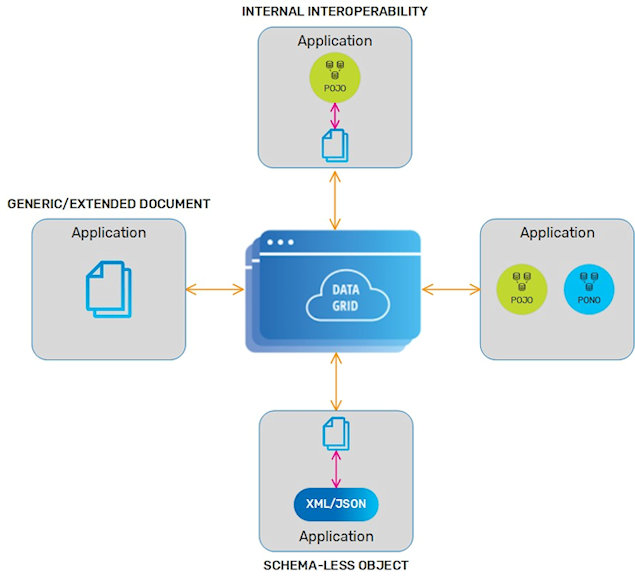 INTERNAL INTEROPERABILITY
Application
POJO
GENERIC/EXTENDED DOCUMENT
Application
DATA
GRID
Application
POJO
PONO
XML/JSON
Application
SCHEMA-LESS OBJECT